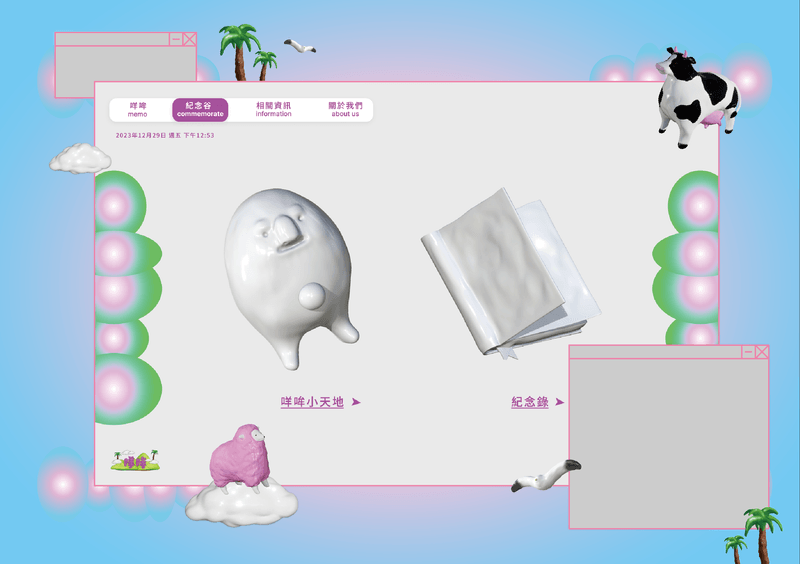 咩哞
memo
紀念谷
commemorate
相關資訊
information
關於我們
about us
2023年12月29日 週五 下午12:53
咩哞小天地
紀念錄
咩哞